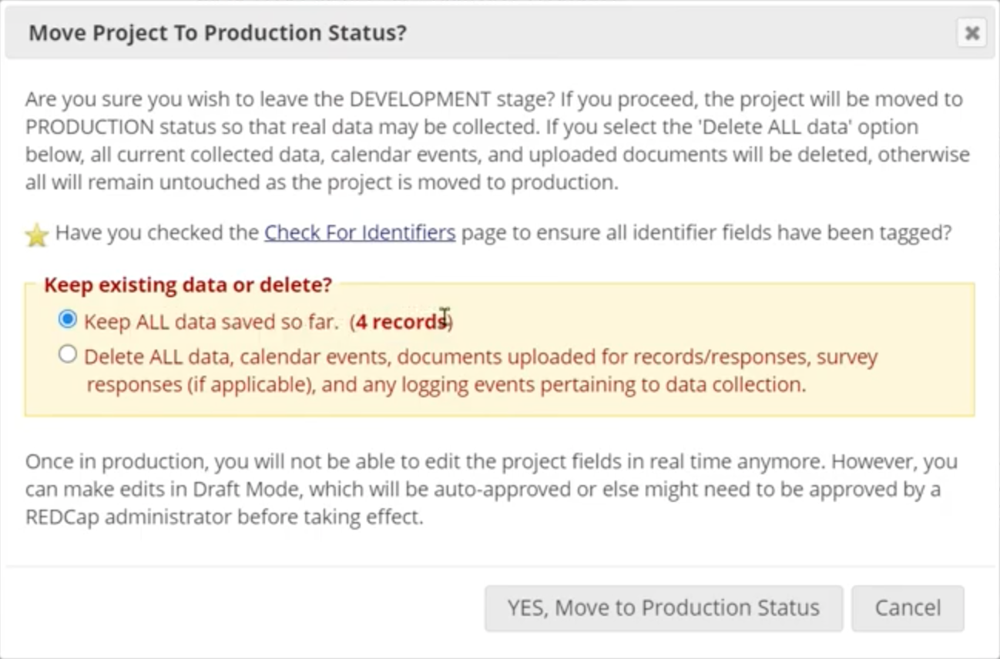 Move Project To Production Status?
Are you sure you wish to leave the DEVELOPMENT stage? If you proceed, the project will be moved to
PRODUCTION status so that real data may be collected. If you select the 'Delete ALL data' option
below, all current collected data, calendar events, and uploaded documents will be deleted, otherwise
all will remain untouched as the project is moved to production.
Have you checked the Check For Identifiers page to ensure all identifier fields have been tagged?
Keep existing data or delete?
Keep ALL data saved so far. (4 records)
Delete ALL data, calendar events, documents uploaded for records/responses, survey
responses (if applicable), and any logging events pertaining to data collection.
Once in production, you will not be able to edit the project fields in real time anymore. However, you
can make edits in Draft Mode, which will be auto-approved or else might need to be approved by a
REDCap administrator before taking effect.
YES, Move to Production Status
Cancel